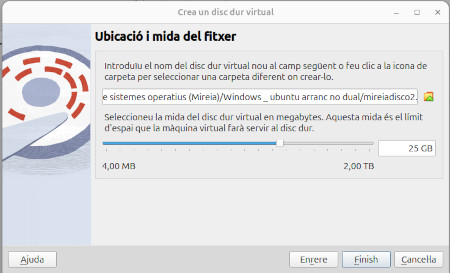 Crea un disc dur virtual
Ubicació i mida del fitxer
Introduïu el nom del disc dur virtual nou al camp següent o feu clic a la icona de
carpeta per seleccionar una carpeta diferent on crear-lo.
e sistemes operatius (Mireia)/Windows _ ubuntu arranc no dual/mireiadisco2.
Seleccioneu la mida del disc dur virtual en megabytes. Aquesta mida és el límit
d'espai que la màquina virtual farà servir al disc dur.
25 GB
4,00 MB 2,00 TB
Ajuda Enrere Finish Cancella